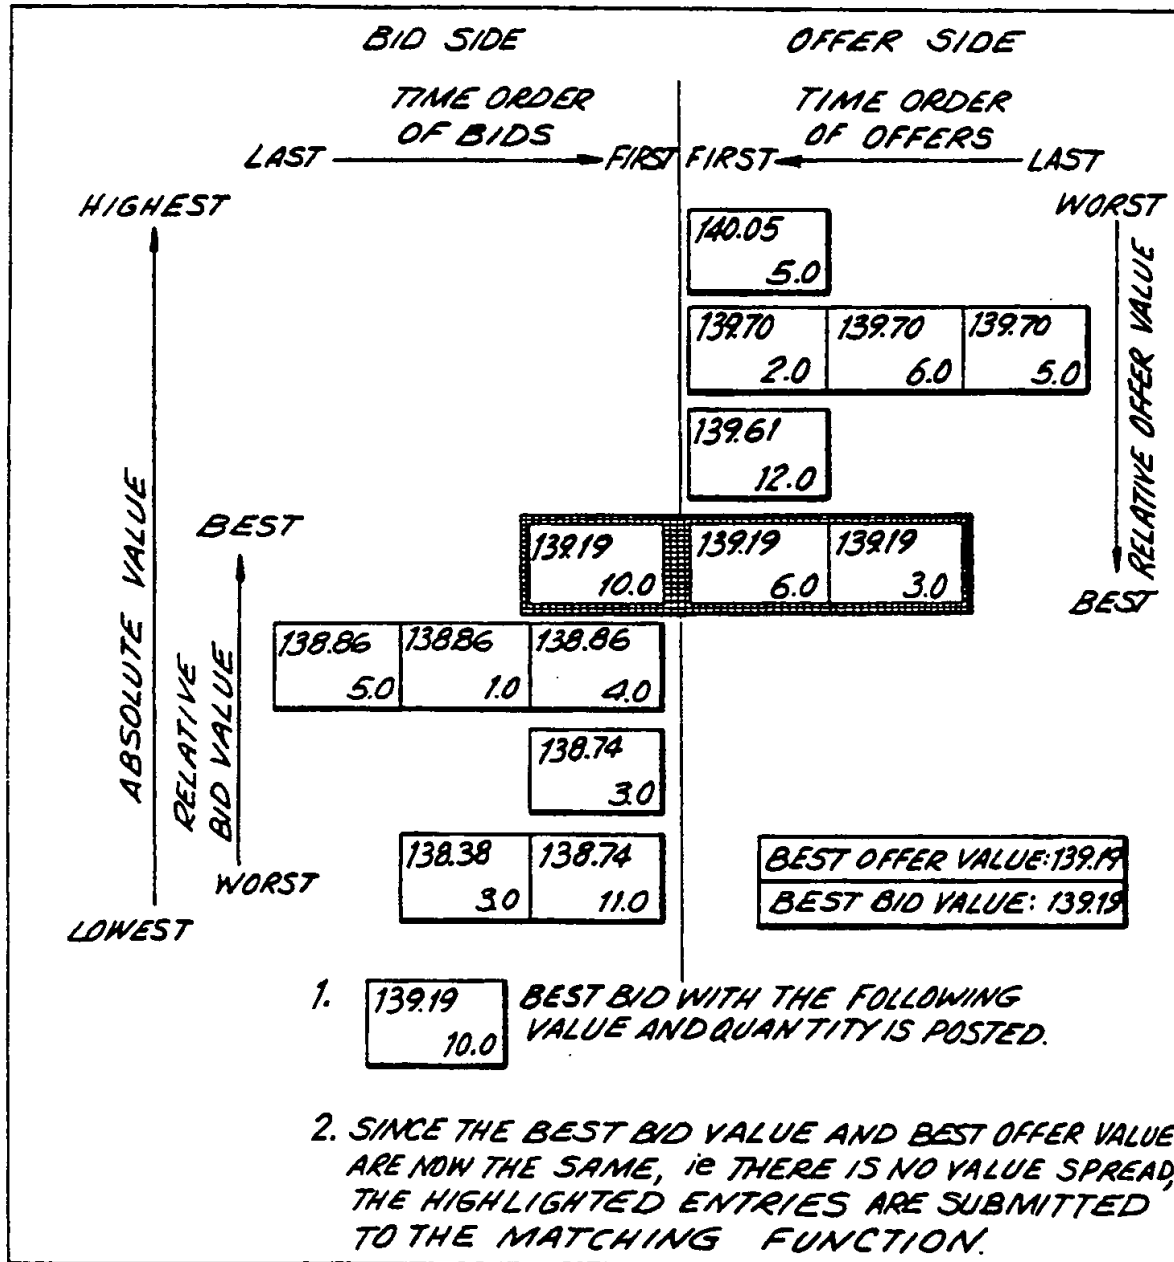 BID SIDE
OFFER SIDE
TIME ORDER
OF BIDS
TIME ORDER
OF OFFERS
LAST
FIRST
FIRST
LAST
HIGHEST
WORST
140.05
5.0
139.70
139.70
139.70
2.0
6.0
5.0
139.61
12.0
BEST
139.19
139.19
139.19
10.0
6.0
3.0
BEST
RELATIVE OFFER VALUE
ABSOLUTE VALUE
RELATIVE
BID VALUE
138.86
138.86
138.86
5.0
1.0
4.0
138.74
3.0
138.38
138.74
3.0
11.0
WORST
LOWEST
BEST OFFER VALUE: 139.19
BEST BID VALUE: 139.19
1.
139.19
10.0
BEST BID WITH THE FOLLOWING
VALUE AND QUANTITY IS POSTED.
2. SINCE THE BEST BID VALUE AND BEST OFFER VALUE
ARE NOW THE SAME, ie THERE IS NO VALUE SPREAD,
THE HIGHLIGHTED ENTRIES ARE SUBMITTED
TO THE MATCHING FUNCTION.